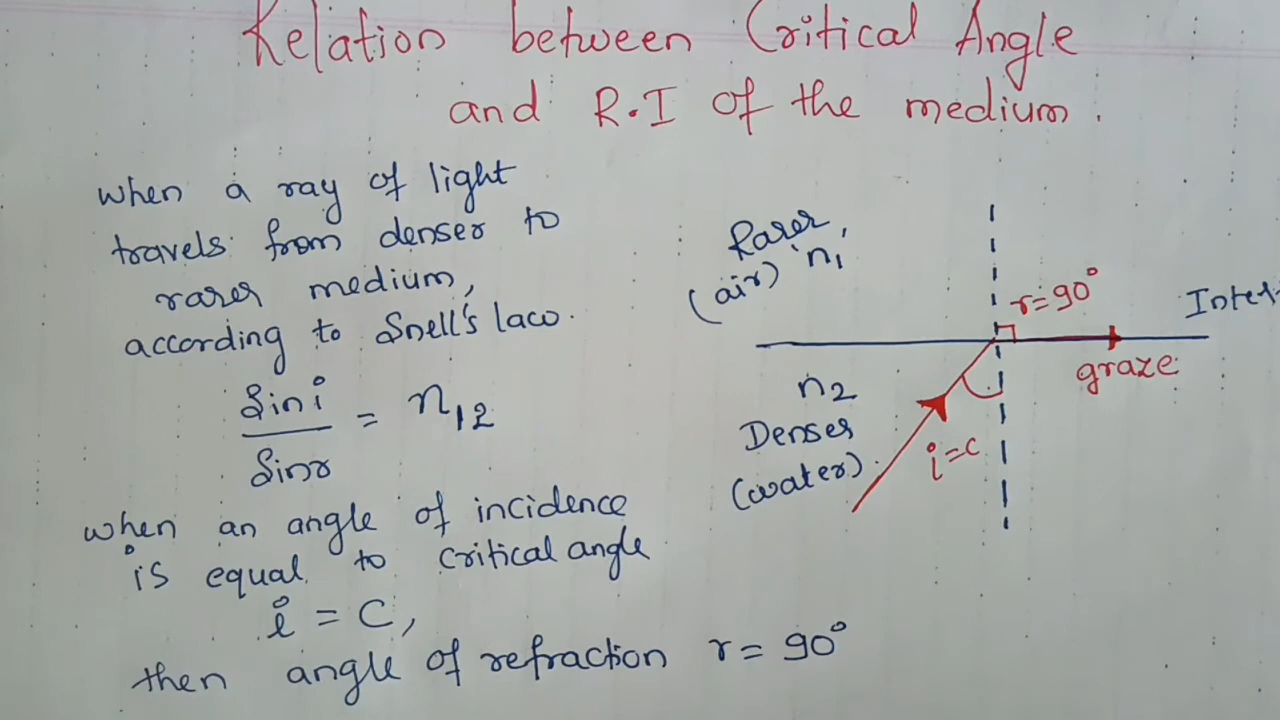 Relation between Critical Angle
and R.I of the medium.
when a ray of light
travels from denser to
rarer medium,
according to Snell's law.
Sin i / Sin r = n₁₂
when an angle of incidence
is equal to critical angle
i = C,
then angle of refraction r = 90°
Rarer
(air) n₁
r=90°
Inter
graze
n₂
Denser
(water)
i=c